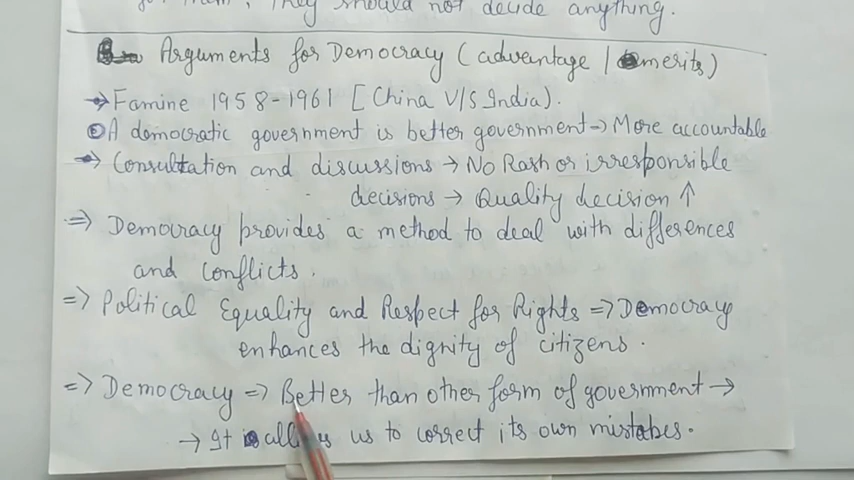 for them, They should not decide anything.
Arguments for Democracy (advantage / merits)
→ Famine 1958-1961 [China V/S India).
A democratic government is better government → More accountable
→ Consultation and discussions → No Rash or irresponsible
decisions → Quality decision ↑
⇒ Democracy provides a method to deal with differences
and conflicts.
⇒ Political Equality and Respect for Rights ⇒ Democracy
enhances the dignity of citizens.
⇒ Democracy ⇒ Better than other form of government →
→ It us to correct its own mistakes.